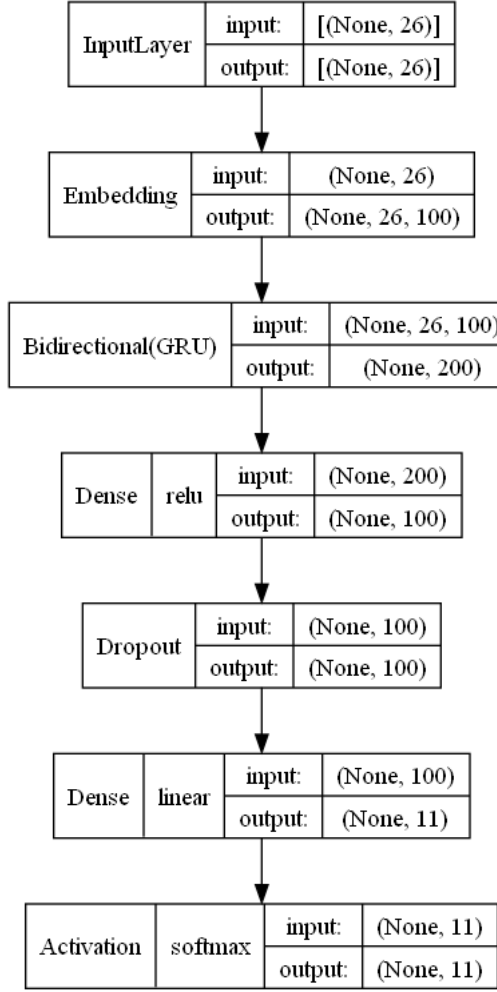 InputLayer
input: [(None, 26)]
output: [(None, 26)]
Embedding
input: (None, 26)
output: (None, 26, 100)
Bidirectional(GRU)
input: (None, 26, 100)
output: (None, 200)
Dense relu
input: (None, 200)
output: (None, 100)
Dropout
input: (None, 100)
output: (None, 100)
Dense linear
input: (None, 100)
output: (None, 11)
Activation softmax
input: (None, 11)
output: (None, 11)